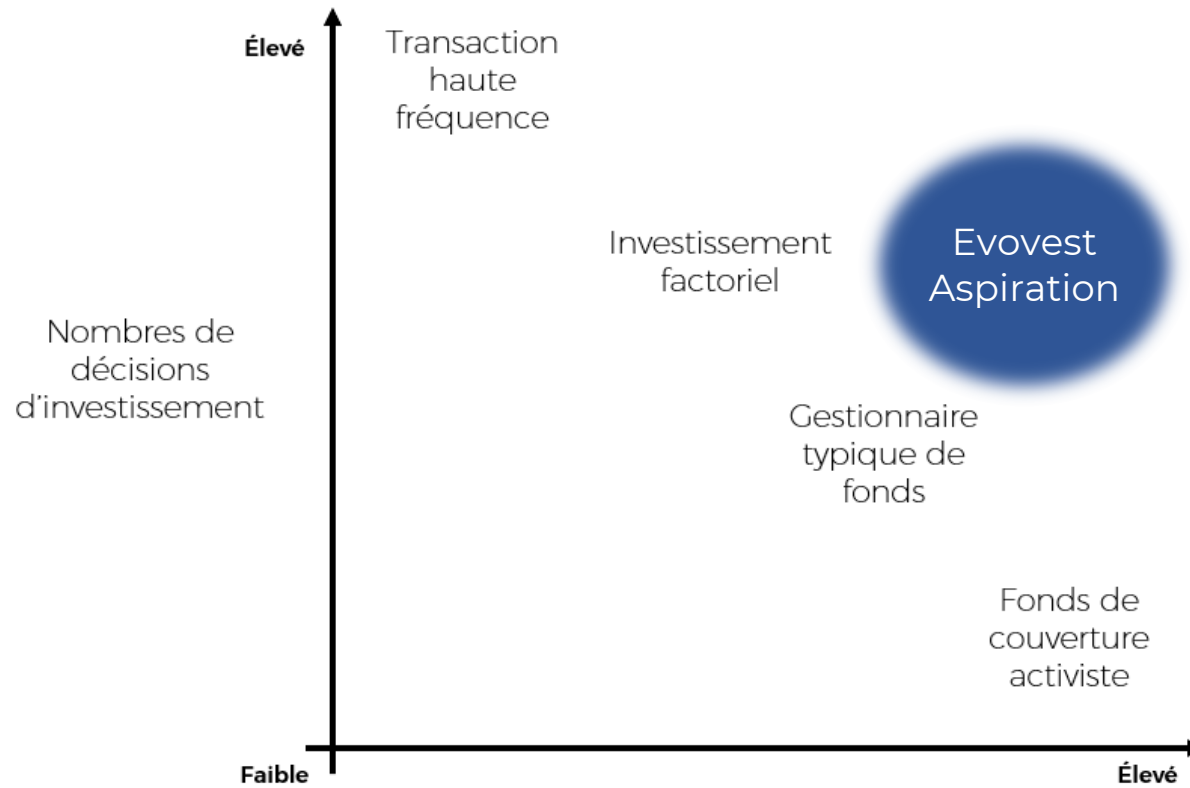 Élevé
Transaction
haute
fréquence
Investissement
factoriel
Evovest
Aspiration
Nombres de
décisions
d'investissement
Gestionnaire
typique de
fonds
Fonds de
couverture
activiste
Faible
Élevé